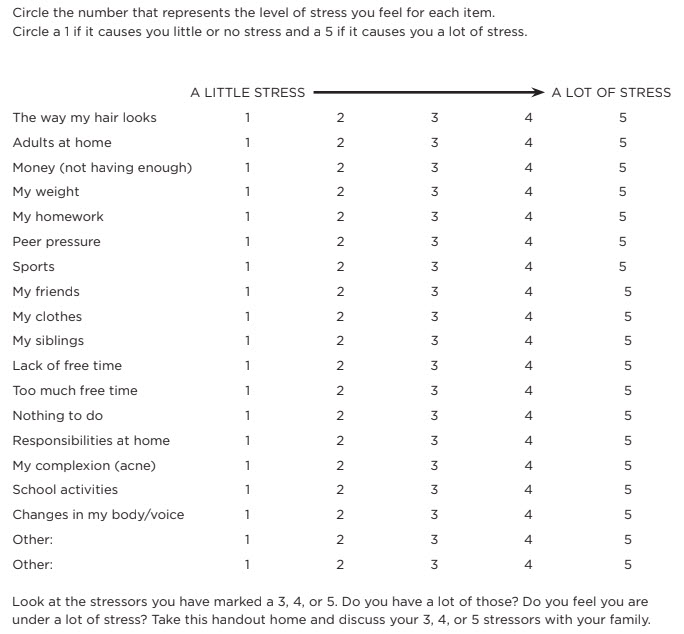 Circle the number that represents the level of stress you feel for each item.
Circle a 1 if it causes you little or no stress and a 5 if it causes you a lot of stress.
A LITTLE STRESS A LOT OF STRESS
The way my hair looks 1 2 3 4 5
Adults at home 1 2 3 4 5
Money (not having enough) 1 2 3 4 5
My weight 1 2 3 4 5
My homework 1 2 3 4 5
Peer pressure 1 2 3 4 5
Sports 1 2 3 4 5
My friends 1 2 3 4 5
My clothes 1 2 3 4 5
My siblings 1 2 3 4 5
Lack of free time 1 2 3 4 5
Too much free time 1 2 3 4 5
Nothing to do 1 2 3 4 5
Responsibilities at home 1 2 3 4 5
My complexion (acne) 1 2 3 4 5
School activities 1 2 3 4 5
Changes in my body/voice 1 2 3 4 5
Other: 1 2 3 4 5
Other: 1 2 3 4 5
Look at the stressors you have marked a 3, 4, or 5. Do you have a lot of those? Do you feel you are
under a lot of stress? Take this handout home and discuss your 3, 4, or 5 stressors with your family.